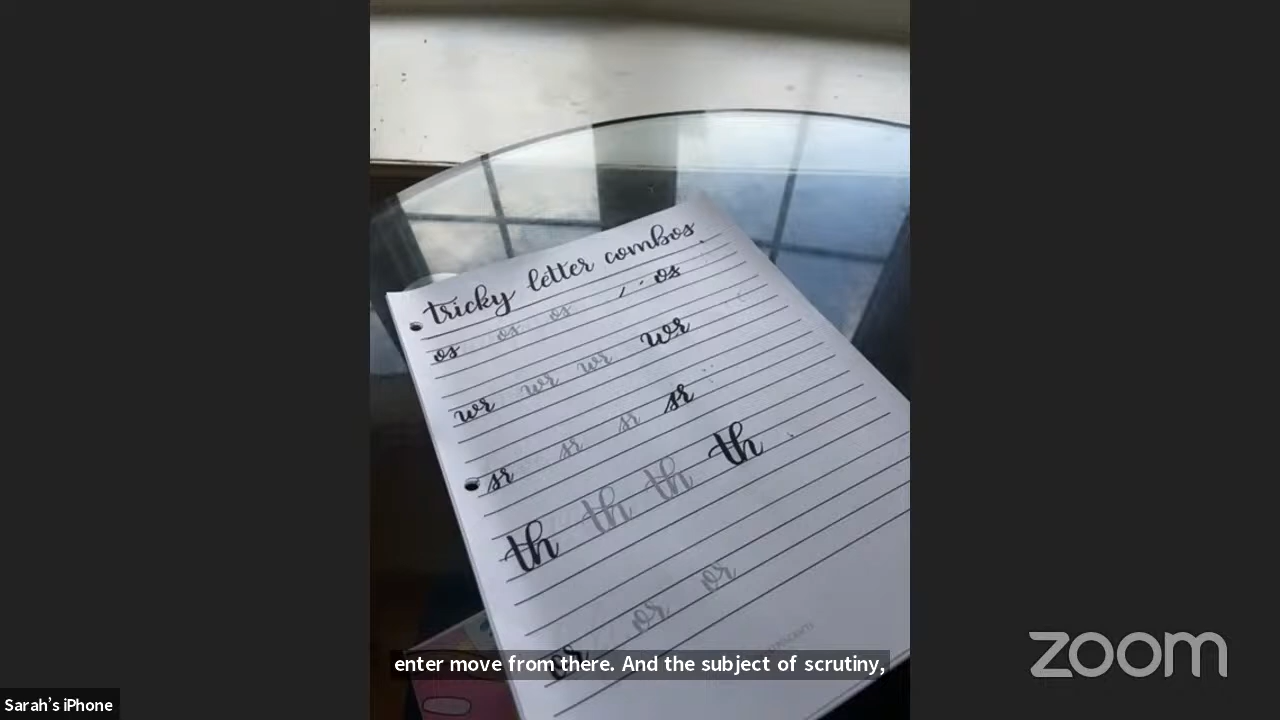 tricky letter combos
os os os os
wr wr wr wr
sr sr sr sr
th th th th
or or or
enter move from there. And the subject of scrutiny,
zoom
Sarah's iPhone